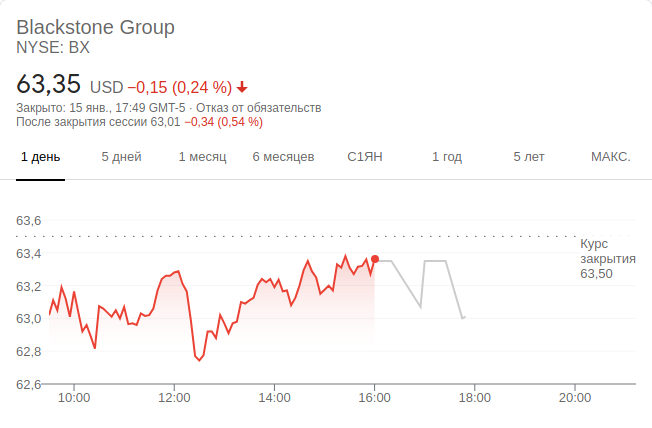 Blackstone Group
NYSE: BX
63,35 USD −0,15 (0,24 %)
Закрыто: 15 янв., 17:49 GMT-5 · Отказ от обязательств
После закрытия сессии 63,01 −0,34 (0,54 %)
1 день 5 дней 1 месяц 6 месяцев С1ЯН 1 год 5 лет МАКС.
63,6
Курс
закрытия
63,50
63,4
63,2
63,0
62,8
62,6
10:00 12:00 14:00 16:00 18:00 20:00